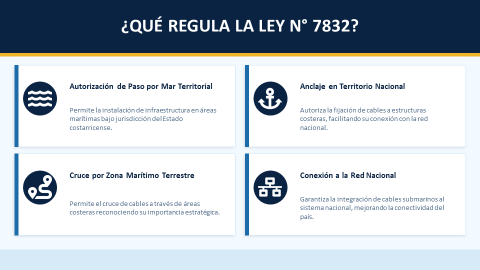 ¿QUÉ REGULA LA LEY N° 7832?
Autorización de Paso por Mar Territorial
Permite la instalación de infraestructura en áreas
marítimas bajo jurisdicción del Estado
costarricense.
Anclaje en Territorio Nacional
Autoriza la fijación de cables a estructuras
costeras, facilitando su conexión con la red
nacional.
Cruce por Zona Marítimo Terrestre
Permite el cruce de cables a través de áreas
costeras reconociendo su importancia estratégica.
Conexión a la Red Nacional
Garantiza la integración de cables submarinos al
sistema nacional, mejorando la conectividad del
país.